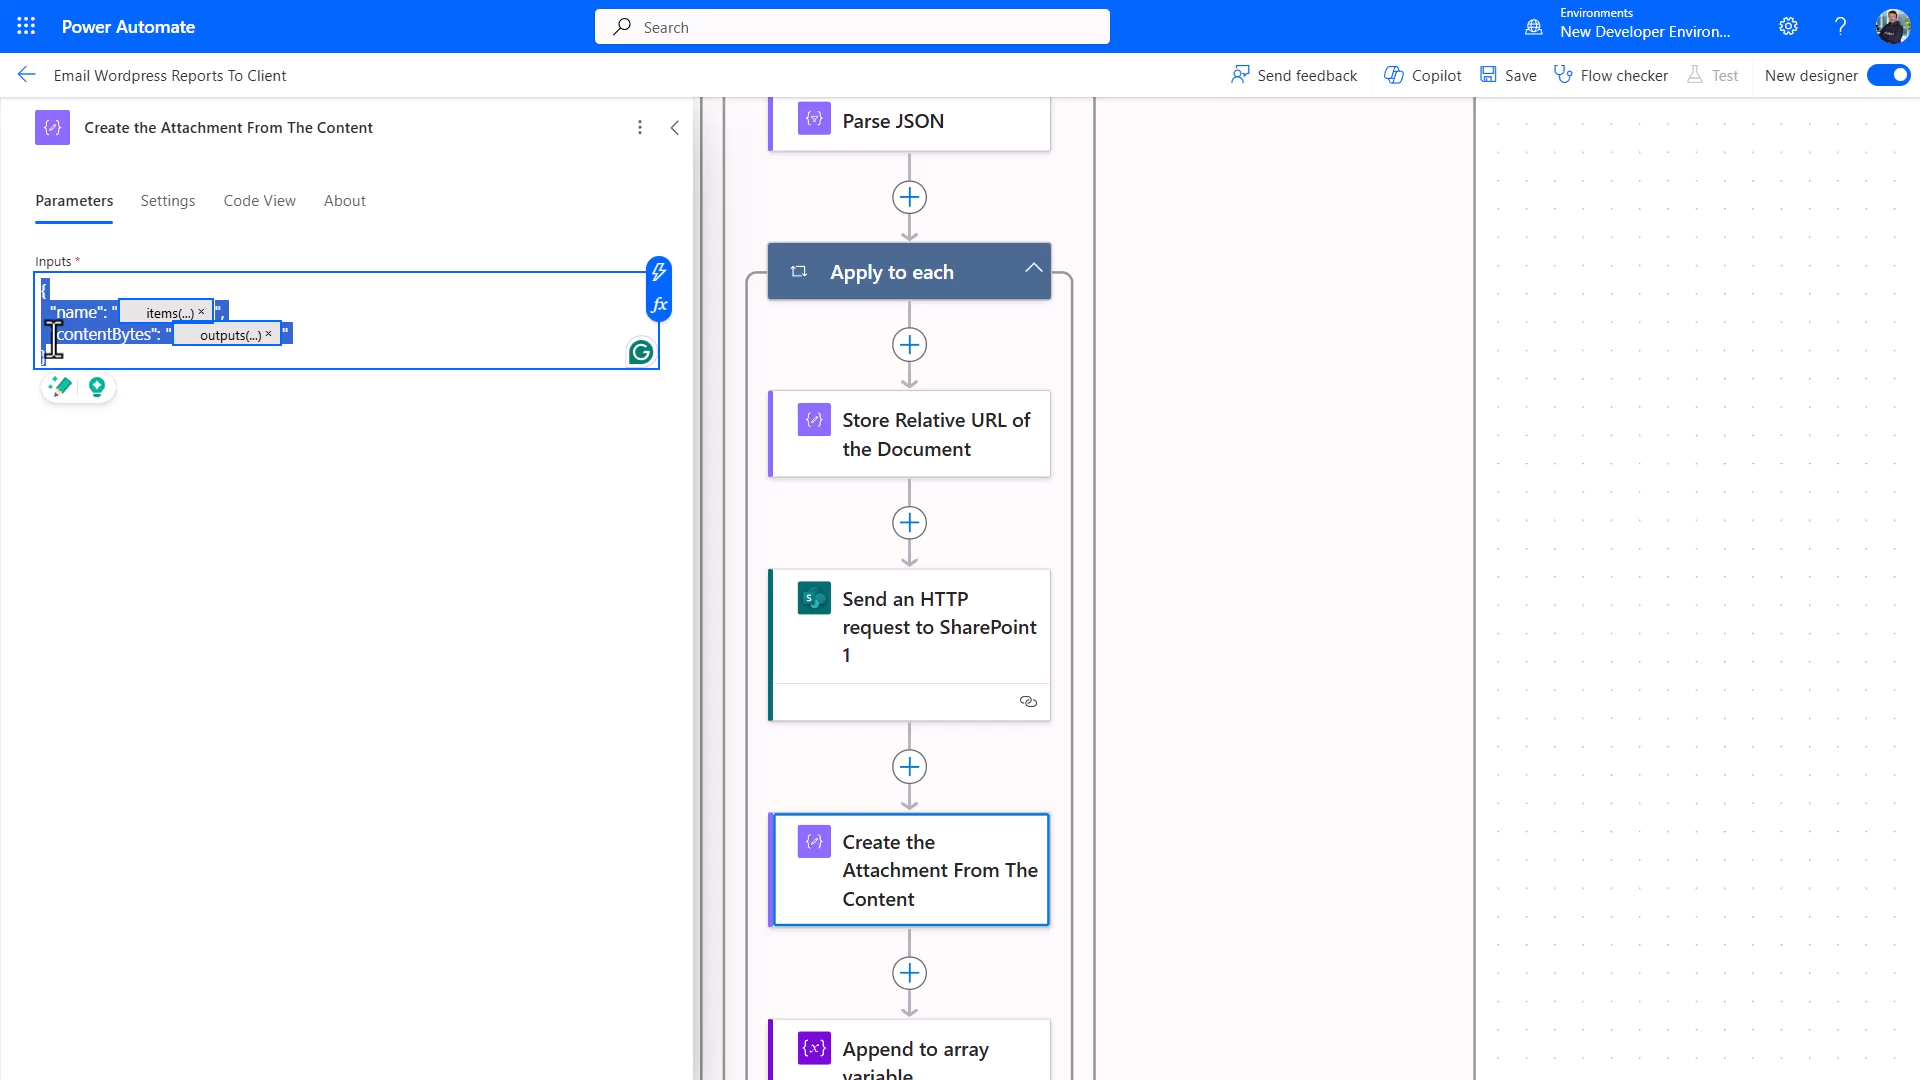 Power Automate
Search
Environments
New Developer Environ...
?
Email Wordpress Reports To Client
Send feedback
Copilot
Save
Flow checker
Test
New designer
Create the Attachment From The Content
Parameters
Settings
Code View
About
Inputs *
{
"name": " items(...) × ",
"contentBytes": " outputs(...) × "
}
fx
Parse JSON
Apply to each
Store Relative URL of
the Document
Send an HTTP
request to SharePoint
1
Create the
Attachment From The
Content
Append to array
variable